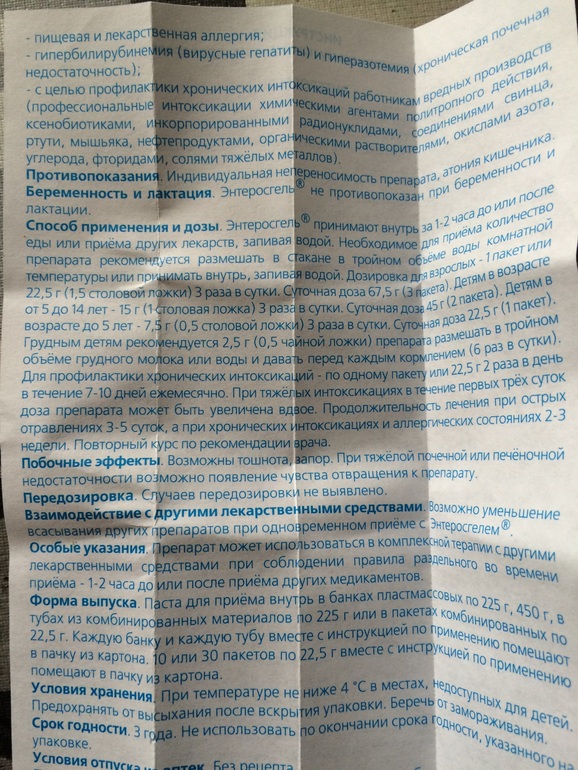 - пищевая и лекарственная аллергия;
- гипербилирубинемия (вирусные гепатиты) и гиперазотемия (хроническая почечная
недостаточность);
- с целью профилактики хронических интоксикаций работникам вредных производств
(профессиональные интоксикации химическими агентами политропного действия,
ксенобиотиками, инкорпорированными радионуклидами, соединениями свинца,
ртути, мышьяка, нефтепродуктами, органическими растворителями, окислами азота,
углерода, фторидами, солями тяжёлых металлов).
Противопоказания. Индивидуальная непереносимость препарата, атония кишечника.
Беременность и лактация. Энтеросгель® не противопоказан при беременности и
лактации.
Способ применения и дозы. Энтеросгель® принимают внутрь за 1-2 часа до или после
еды или приёма других лекарств, запивая водой. Необходимое для приёма количество
препарата рекомендуется размешать в стакане в тройном объёме воды комнатной
температуры или принимать внутрь, запивая водой. Дозировка для взрослых - 1 пакет или
22,5 г (1,5 столовой ложки) 3 раза в сутки. Суточная доза 67,5 г (3 пакета). Детям в возрасте
от 5 до 14 лет - 15 г (1 столовая ложка) 3 раза в сутки. Суточная доза 45 г (2 пакета). Детям в
возрасте до 5 лет - 7,5 г (0,5 столовой ложки) 3 раза в сутки. Суточная доза 22,5 г (1 пакет).
Грудным детям рекомендуется 2,5 г (0,5 чайной ложки) препарата размешать в тройном
объёме грудного молока или воды и давать перед каждым кормлением (6 раз в сутки).
Для профилактики хронических интоксикаций - по одному пакету или 22,5 г 2 раза в день
в течение 7-10 дней ежемесячно. При тяжёлых интоксикациях в течение первых трёх суток
доза препарата может быть увеличена вдвое. Продолжительность лечения при острых
отравлениях 3-5 суток, а при хронических интоксикациях и аллергических состояниях 2-3
недели. Повторный курс по рекомендации врача.
Побочные эффекты. Возможны тошнота, запор. При тяжёлой почечной или печёночной
недостаточности возможно появление чувства отвращения к препарату.
Передозировка. Случаев передозировки не выявлено.
Взаимодействие с другими лекарственными средствами. Возможно уменьшение
всасывания других препаратов при одновременном приёме с Энтеросгелем®
Особые указания. Препарат может использоваться в комплексной терапии с другими
лекарственными средствами при соблюдении правила раздельного во времени
приёма - 1-2 часа до или после приёма других медикаментов.
Форма выпуска. Паста для приёма внутрь в банках пластмассовых по 225 г, 450 г, в
тубах из комбинированных материалов по 225 г или в пакетах комбинированных по
22,5 г. Каждую банку и каждую тубу вместе с инструкцией по применению помещают
в пачку из картона. 10 или 30 пакетов по 22,5 г вместе с инструкцией по применению
помещают в пачку из картона.
Условия хранения. При температуре не ниже 4 °С в местах, недоступных для детей.
Предохранять от высыхания после вскрытия упаковки. Беречь от замораживания.
Срок годности. 3 года. Не использовать по окончании срока годности, указанного на
упаковке.
Условия отпуска из аптек. Без рецепта.